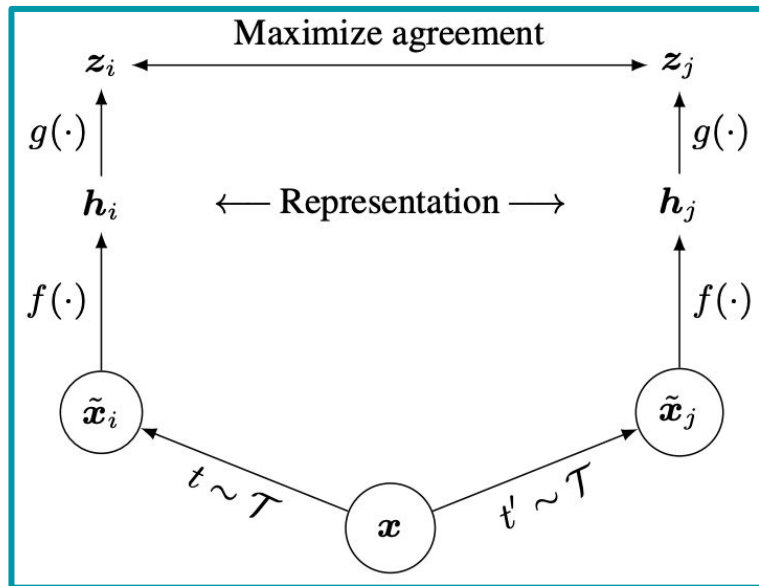 Maximize agreement
z_i z_j
g(·) g(·)
h_i ← Representation → h_j
f(·) f(·)
x̃_i x̃_j
t ∼ 𝒯 t′ ∼ 𝒯
x